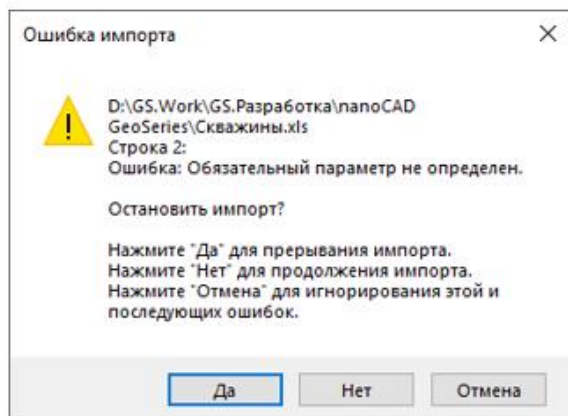 Ошибка импорта
D:\GS.Work\GS.Разработка\nanoCAD
GeoSeries\Скважины.xls
Строка 2:
Ошибка: Обязательный параметр не определен.
Остановить импорт?
Нажмите "Да" для прерывания импорта.
Нажмите "Нет" для продолжения импорта.
Нажмите "Отмена" для игнорирования этой и
последующих ошибок.
Да
Нет
Отмена